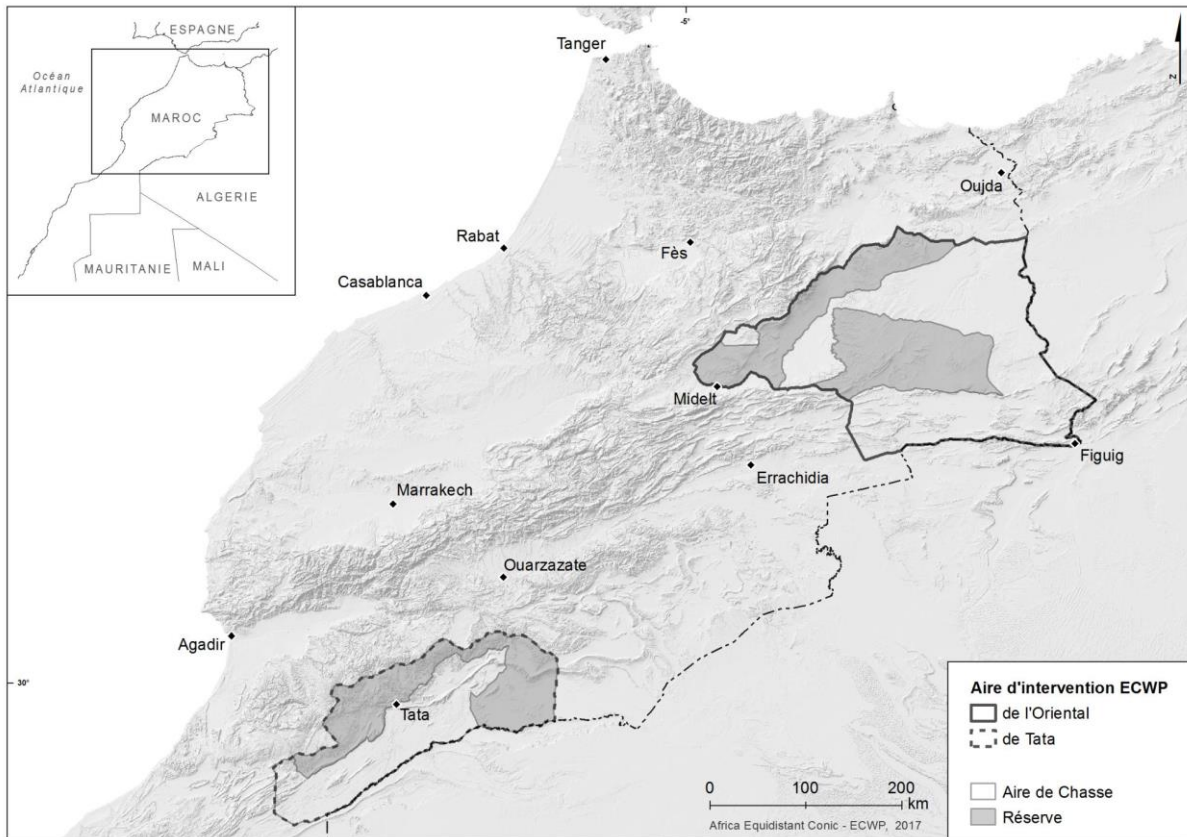 ESPAGNE
Océan
Atlantique
MAROC
ALGERIE
MAURITANIE
MALI
-5°
N
Tanger
Oujda
Rabat
Fès
Casablanca
Midelt
Figuig
Errachidia
Marrakech
Ouarzazate
Agadir
30°
Tata
Aire d'intervention ECWP
de l'Oriental
de Tata
Aire de Chasse
Réserve
0 100 200
km
Africa Equidistant Conic - ECWP, 2017